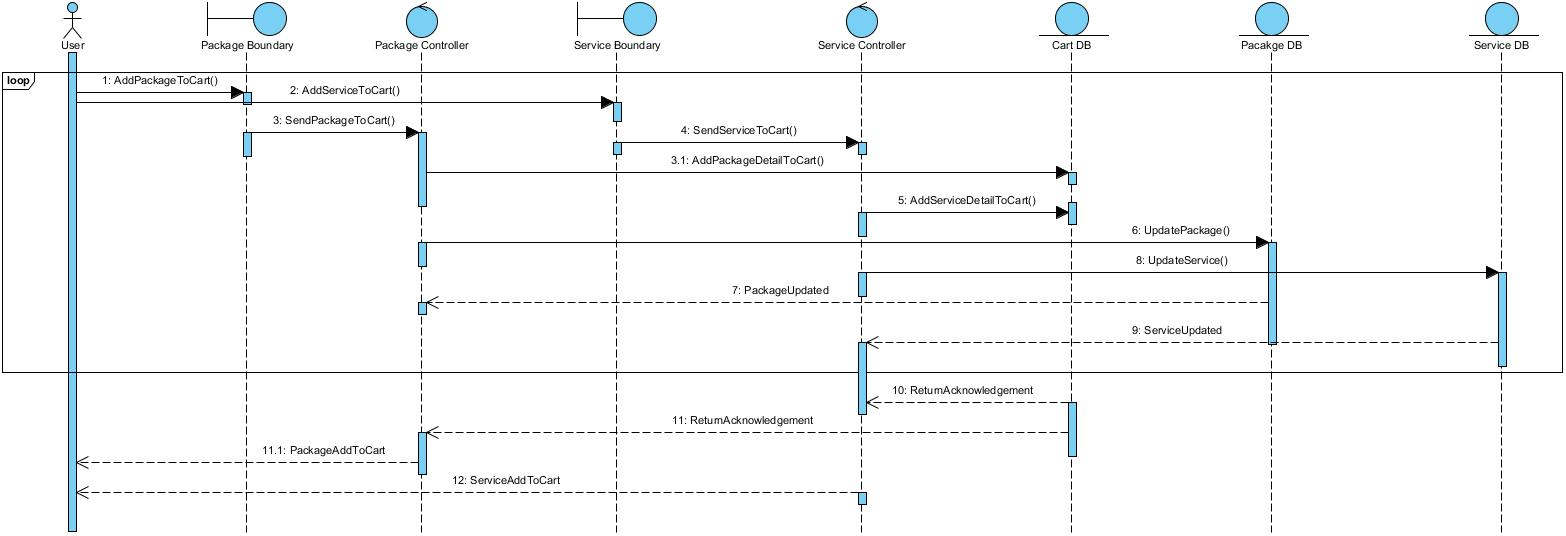 User
Package Boundary
Package Controller
Service Boundary
Service Controller
Cart DB
Pacakge DB
Service DB
loop
1: AddPackageToCart()
2: AddServiceToCart()
3: SendPackageToCart()
4: SendServiceToCart()
3.1: AddPackageDetailToCart()
5: AddServiceDetailToCart()
6: UpdatePackage()
8: UpdateService()
7: PackageUpdated
9: ServiceUpdated
10: ReturnAcknowledgement
11: ReturnAcknowledgement
11.1: PackageAddToCart
12: ServiceAddToCart